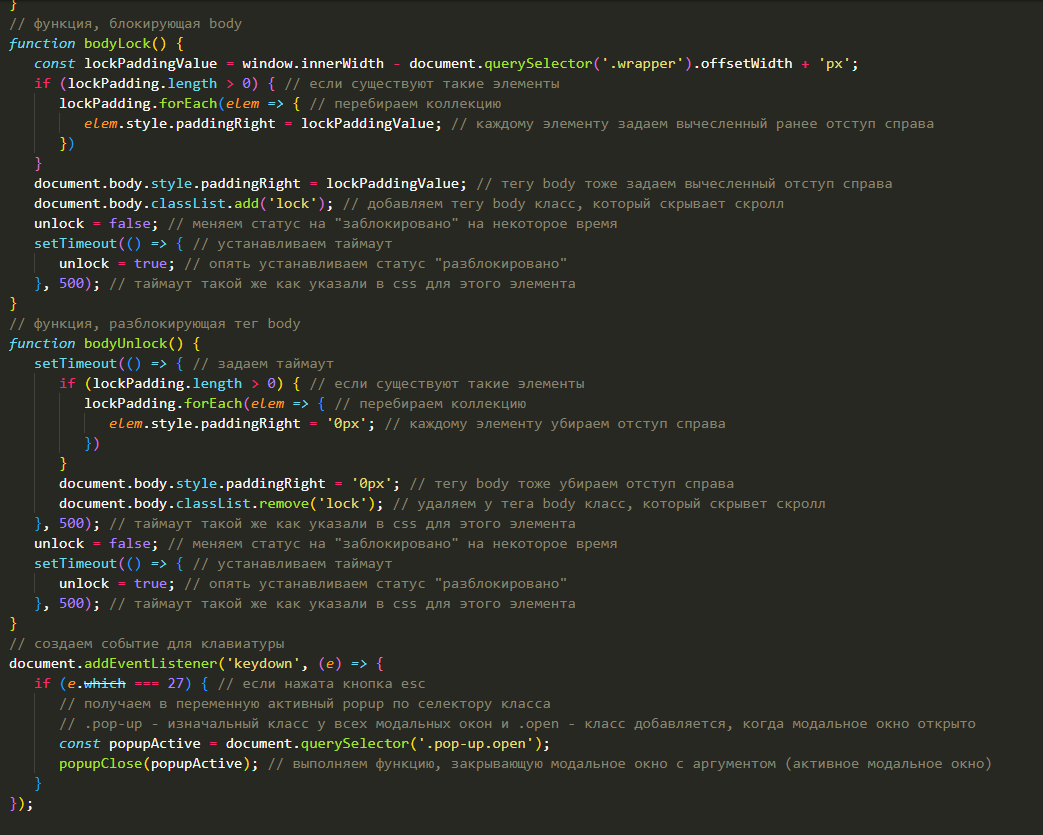 }
// функция, блокирующая body
function bodyLock() {
const lockPaddingValue = window.innerWidth - document.querySelector('.wrapper').offsetWidth + 'px';
if (lockPadding.length > 0) { // если существуют такие элементы
lockPadding.forEach(elem => { // перебираем коллекцию
elem.style.paddingRight = lockPaddingValue; // каждому элементу задаем вычесленный ранее отступ справа
})
}
document.body.style.paddingRight = lockPaddingValue; // тегу body тоже задаем вычесленный отступ справа
document.body.classList.add('lock'); // добавляем тегу body класс, который скрывает скролл
unlock = false; // меняем статус на "заблокировано" на некоторое время
setTimeout(() => { // устанавливаем таймаут
unlock = true; // опять устанавливаем статус "разблокировано"
}, 500); // таймаут такой же как указали в css для этого элемента
}
// функция, разблокирующая тег body
function bodyUnlock() {
setTimeout(() => { // задаем таймаут
if (lockPadding.length > 0) { // если существуют такие элементы
lockPadding.forEach(elem => { // перебираем коллекцию
elem.style.paddingRight = '0px'; // каждому элементу убираем отступ справа
})
}
document.body.style.paddingRight = '0px'; // тегу body тоже убираем отступ справа
document.body.classList.remove('lock'); // удаляем у тега body класс, который скрывет скролл
}, 500); // таймаут такой же как указали в css для этого элемента
unlock = false; // меняем статус на "заблокировано" на некоторое время
setTimeout(() => { // устанавливаем таймаут
unlock = true; // опять устанавливаем статус "разблокировано"
}, 500); // таймаут такой же как указали в css для этого элемента
}
// создаем событие для клавиатуры
document.addEventListener('keydown', (e) => {
if (e.which === 27) { // если нажата кнопка esc
// получаем в переменную активный popup по селектору класса
// .pop-up - изначальный класс у всех модальных окон и .open - класс добавляется, когда модальное окно открыто
const popupActive = document.querySelector('.pop-up.open');
popupClose(popupActive); // выполняем функцию, закрывающую модальное окно с аргументом (активное модальное окно)
}
});